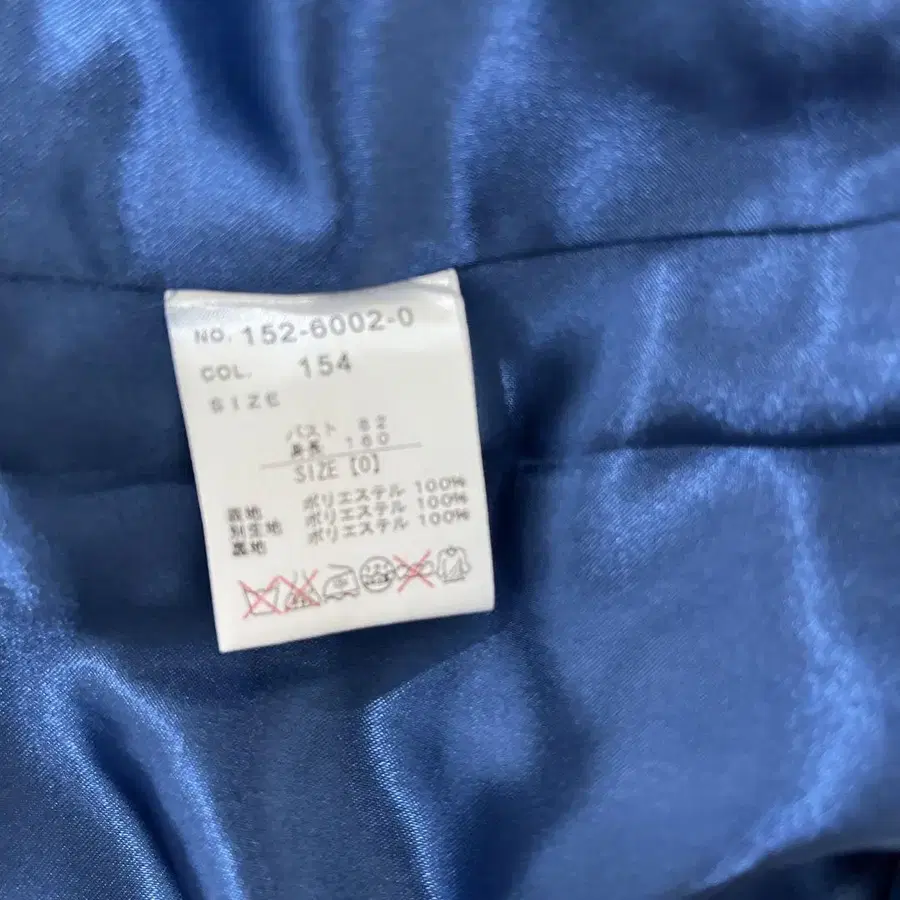 NO. 152-6002-0
COL. 154
SIZE
バスト 82
身長 160
SIZE [0]
表地 ポリエステル 100%
別生地 ポリエステル 100%
裏地 ポリエステル 100%